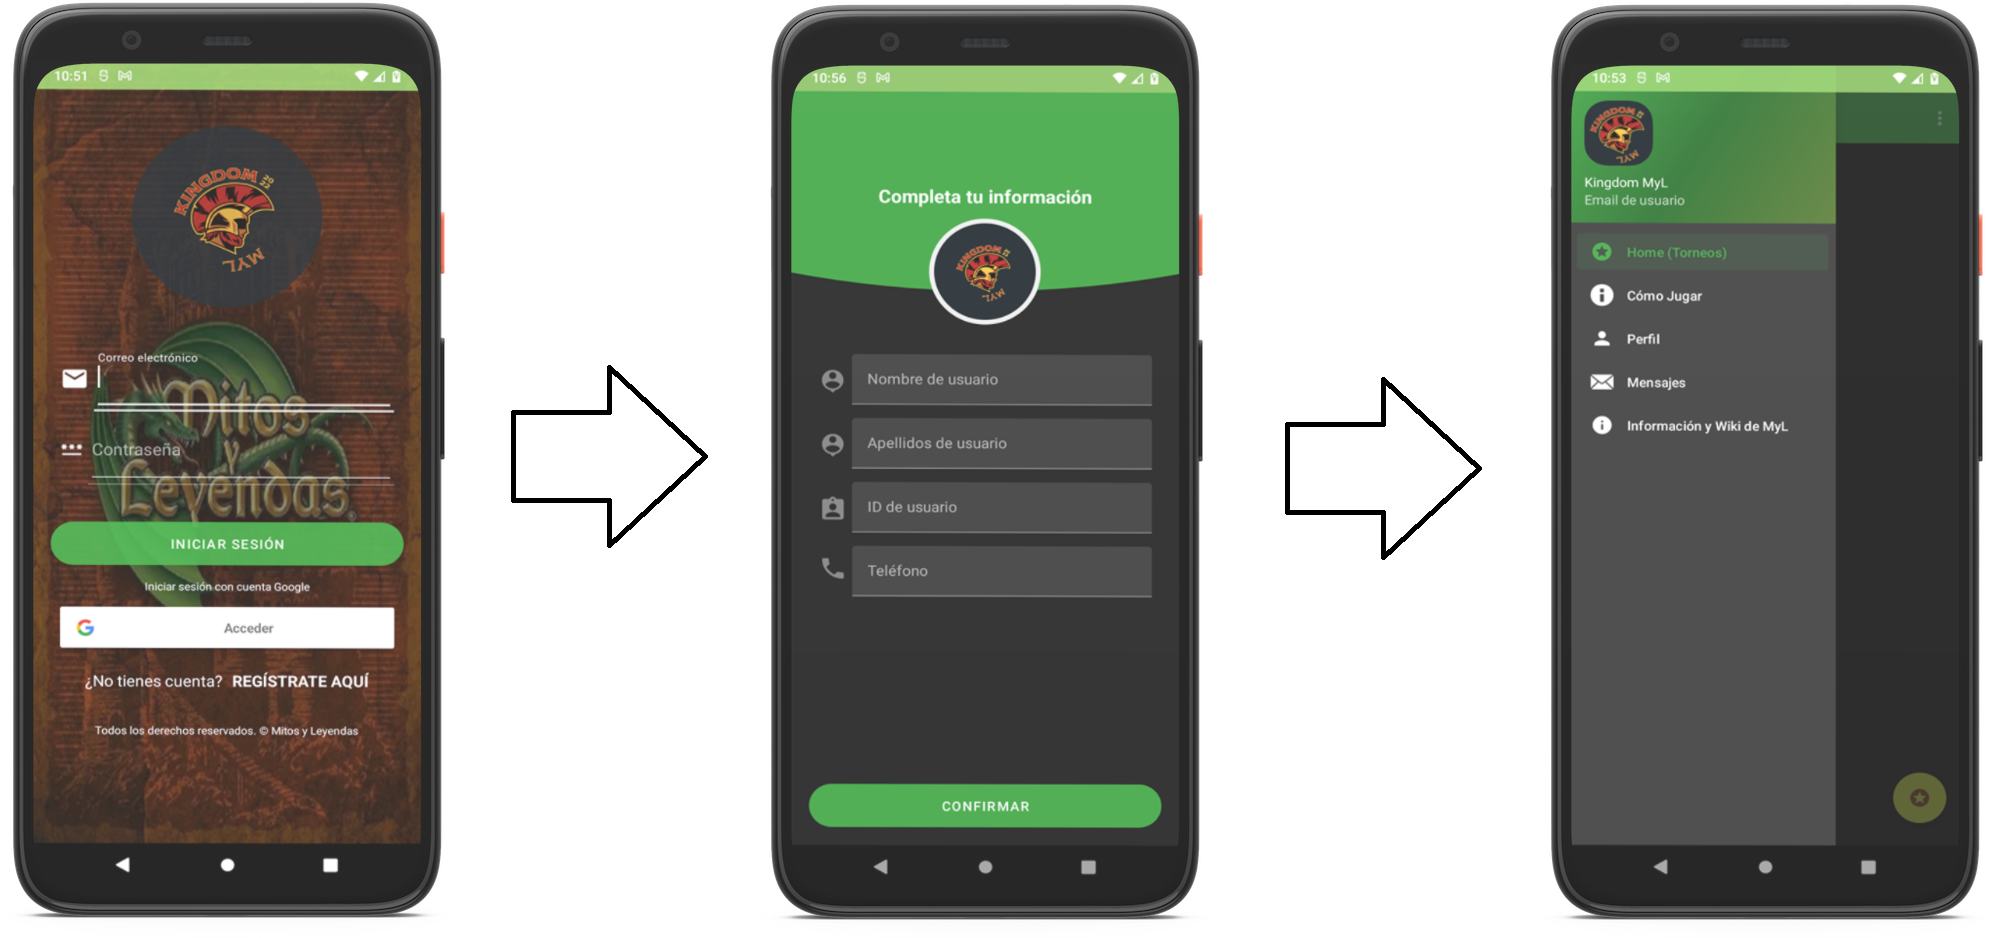 10:51
KINGDOM
2022
MYL
Correo electrónico
Mitos
y
Leyendas
Contraseña
INICIAR SESIÓN
Iniciar sesión con cuenta Google
G
Acceder
¿No tienes cuenta? REGÍSTRATE AQUÍ
Todos los derechos reservados. © Mitos y Leyendas
10:56
Completa tu información
KINGDOM
MYL
Nombre de usuario
Apellidos de usuario
ID de usuario
Teléfono
CONFIRMAR
10:53
KINGDOM
MYL
Kingdom MyL
Email de usuario
Home (Torneos)
Cómo Jugar
Perfil
Mensajes
Información y Wiki de MyL